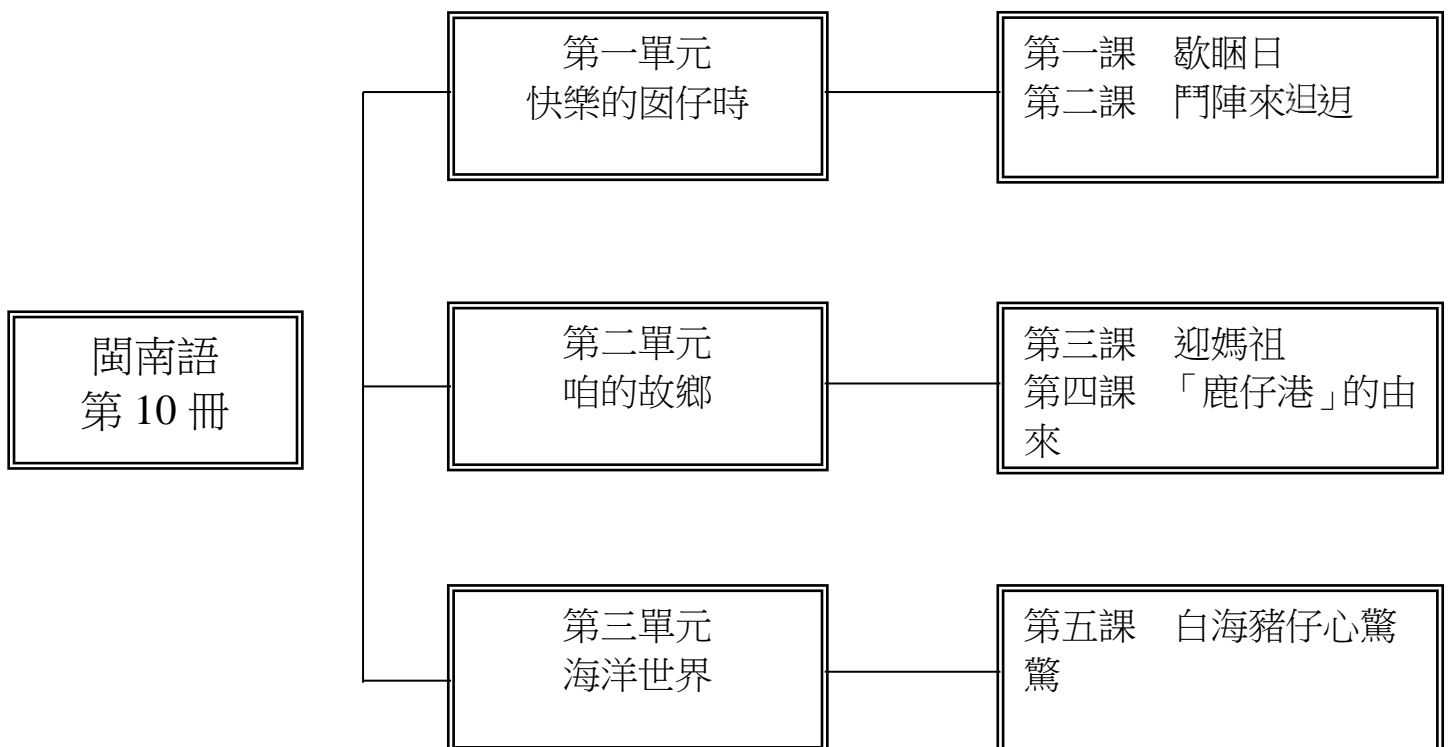 閩南語
第 10 冊
第一單元
快樂的囡仔時
第一課　歇睏日
第二課　鬥陣來𨑨迌
第二單元
咱的故鄉
第三課　迎媽祖
第四課　「鹿仔港」的由
來
第三單元
海洋世界
第五課　白海豬仔心驚
驚